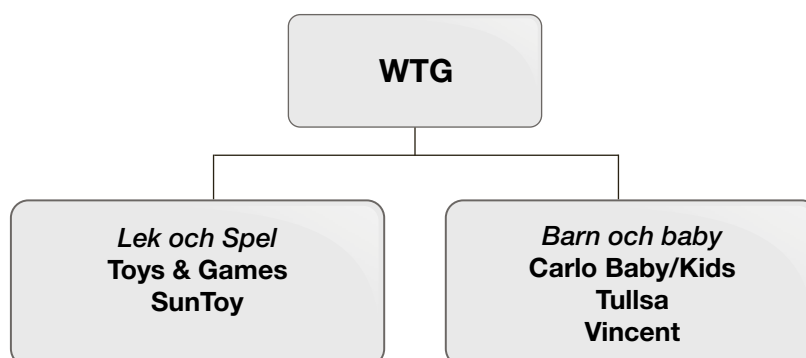 WTG
Lek och Spel
Toys & Games
SunToy
Barn och baby
Carlo Baby/Kids
Tullsa
Vincent